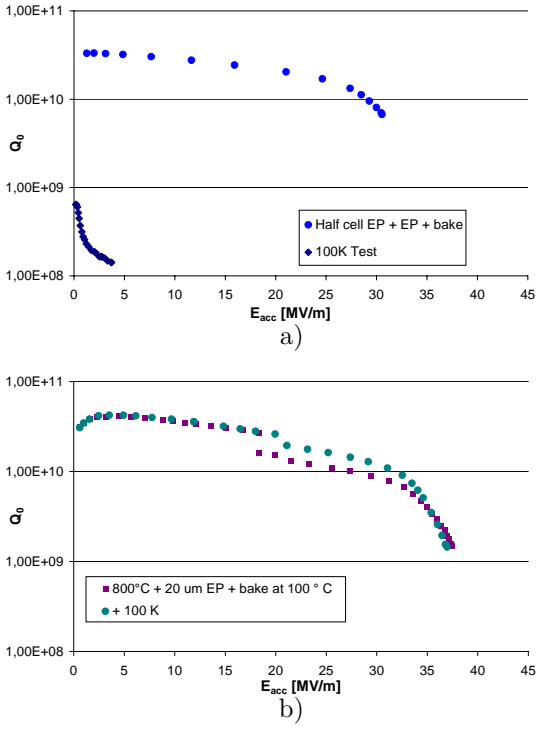 1,00E+11
1,00E+10
1,00E+09
1,00E+08
Q0
Half cell EP + EP + bake
100K Test
0 5 10 15 20 25 30 35 40 45
Eacc [MV/m]
a)
1,00E+11
1,00E+10
1,00E+09
1,00E+08
Q0
800°C + 20 um EP + bake at 100 ° C
+ 100 K
0 5 10 15 20 25 30 35 40 45
Eacc [MV/m]
b)